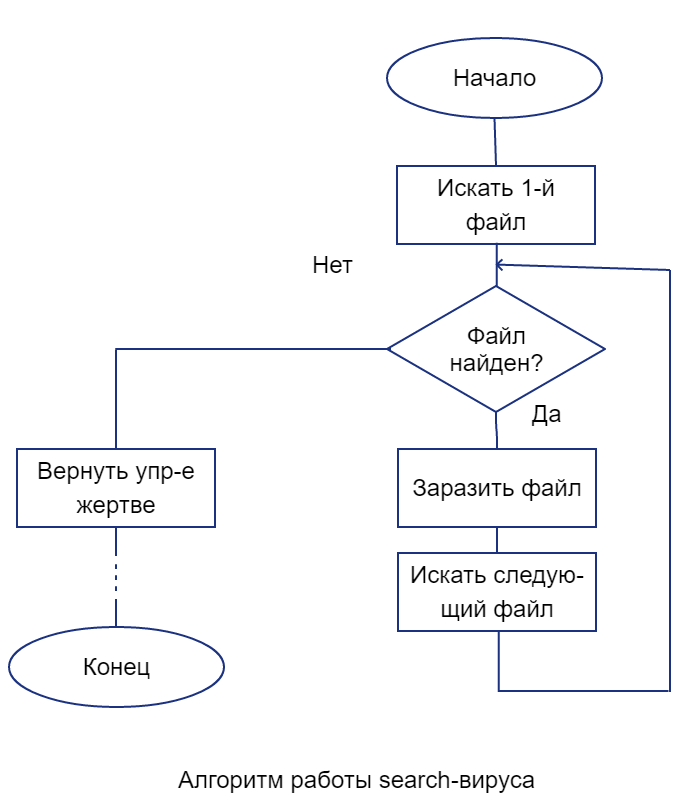 Начало
Искать 1-й
файл
Нет
Файл
найден?
Да
Вернуть упр-е
жертве
Заразить файл
Искать следую-
щий файл
Конец
Алгоритм работы search-вируса